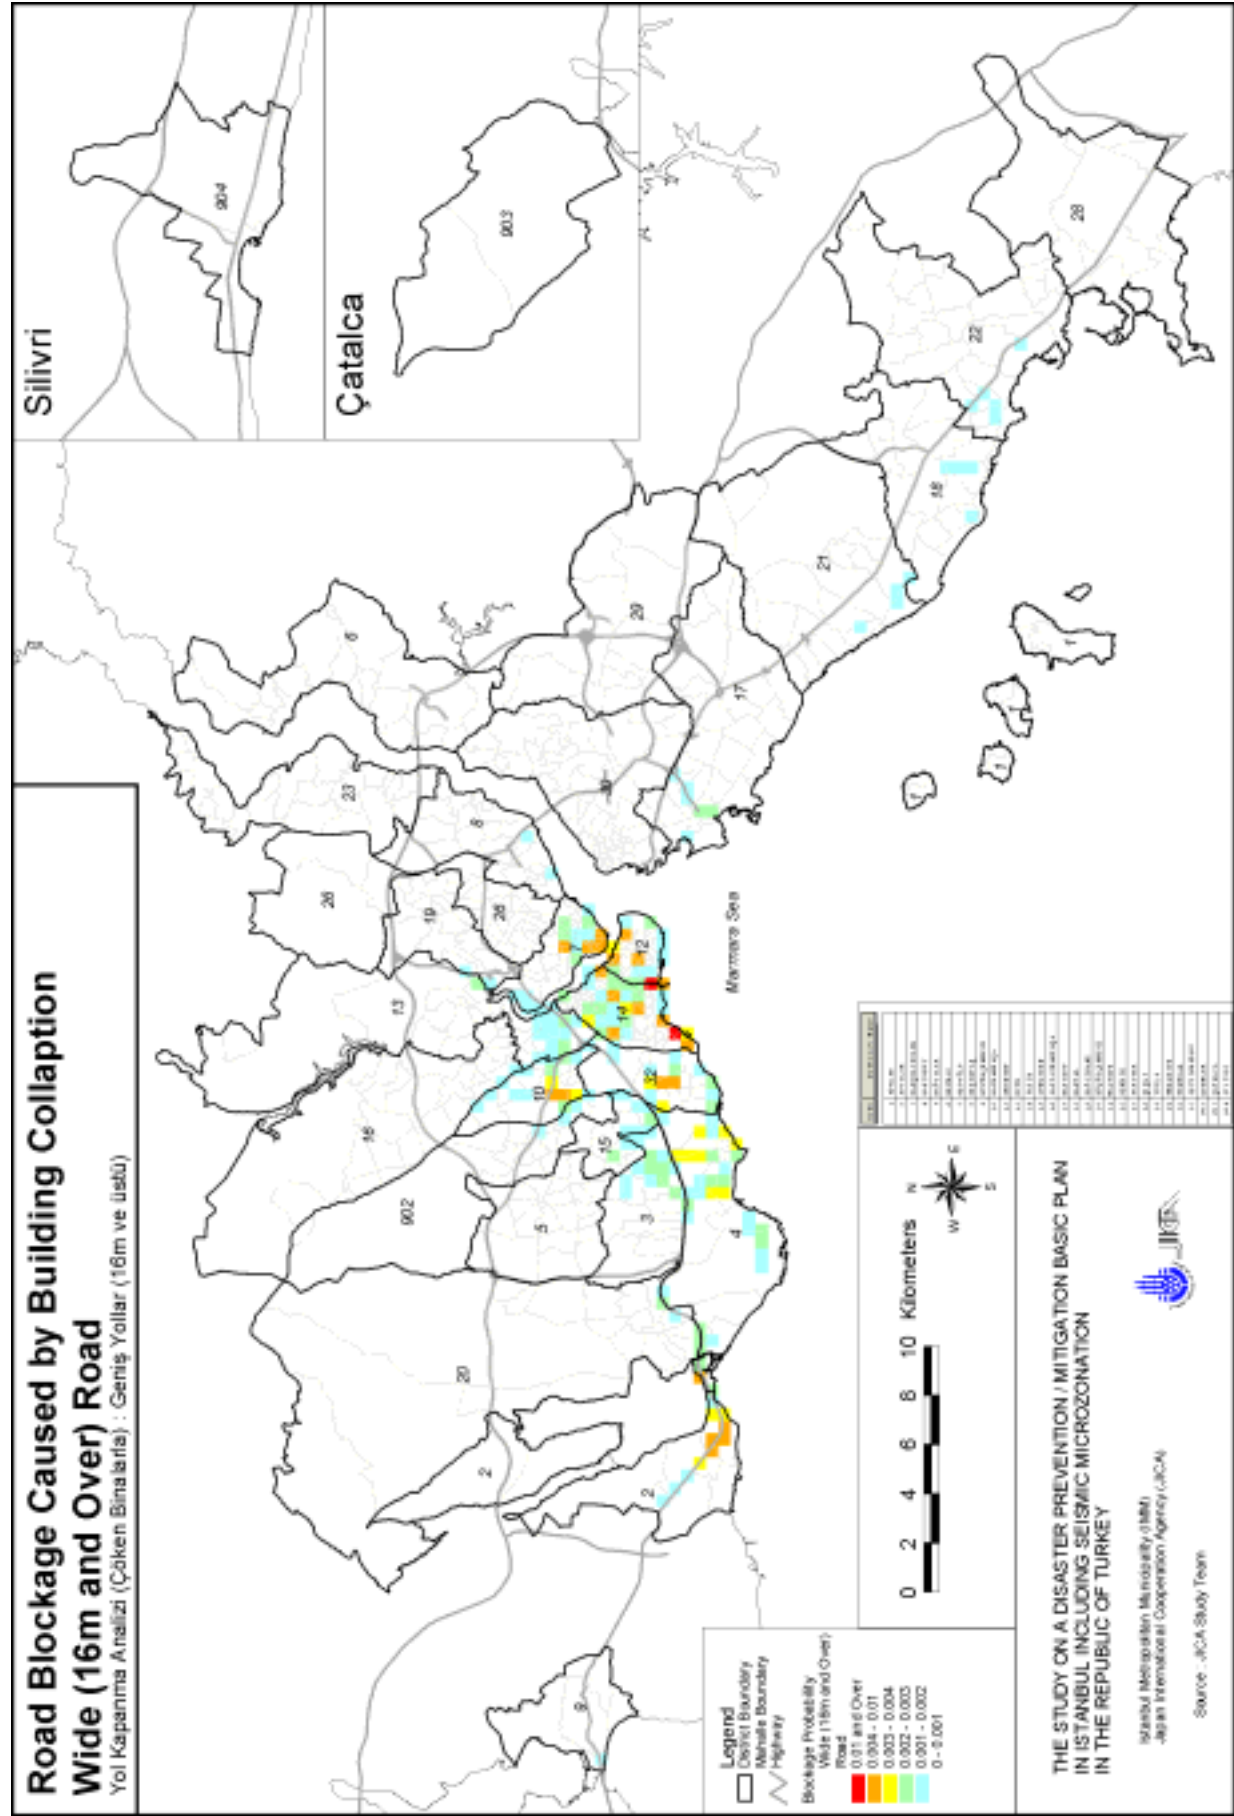 Road Blockage Caused by Building Collaption
Wide (16m and Over) Road
Yol Kapanma Analizi (Çöken Binalarla) : Geniş Yollar (16m ve üstü)
Silivri
904
Çatalca
903
6
23
26
8
19
26
13
16
902
10
15
5
3
4
20
2
2
9
7
12
14
32
30
29
17
21
18
22
28
1
Marmara Sea
Legend
District Boundary
Mahalle Boundary
Highway
Blockage Probability
Wide (16m and Over)
Road
0.01 and Over
0.004 - 0.01
0.003 - 0.004
0.002 - 0.003
0.001 - 0.002
0 - 0.001
0 2 4 6 8 10 Kilometers
N
W E
S
THE STUDY ON A DISASTER PREVENTION / MITIGATION BASIC PLAN
IN ISTANBUL INCLUDING SEISMIC MICROZONATION
IN THE REPUBLIC OF TURKEY
Istanbul Metropolitan Municipality (IMM)
Japan International Cooperation Agency (JICA)
JICA
Source : JICA Study Team